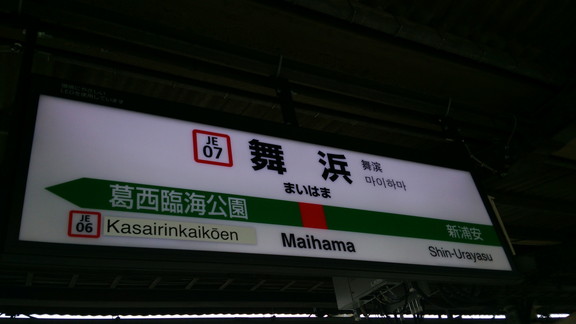 JE
07
舞浜
舞滨
마이하마
まいはま
葛西臨海公園
新浦安
JE
06
Kasairinkaikōen
Maihama
Shin-Urayasu